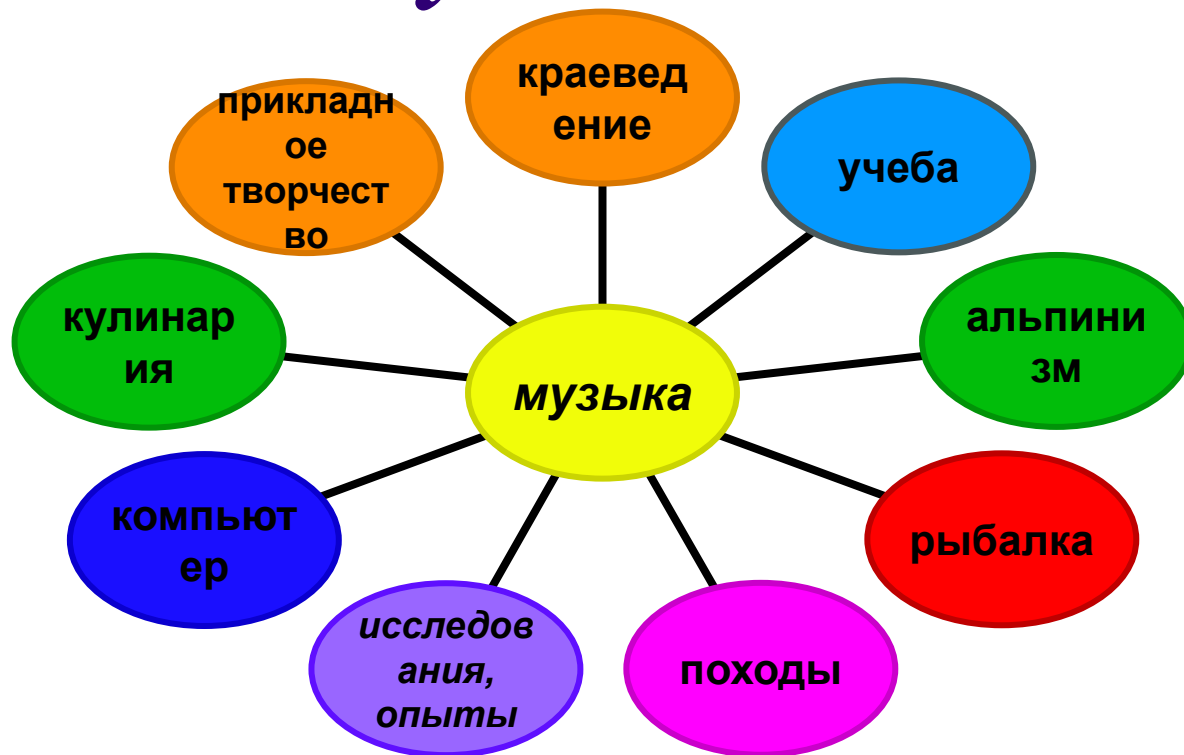 краевед
ение
прикладн
ое
творчест
во
учеба
кулинар
ия
альпини
зм
музыка
компьют
ер
рыбалка
исследов
ания,
опыты
походы